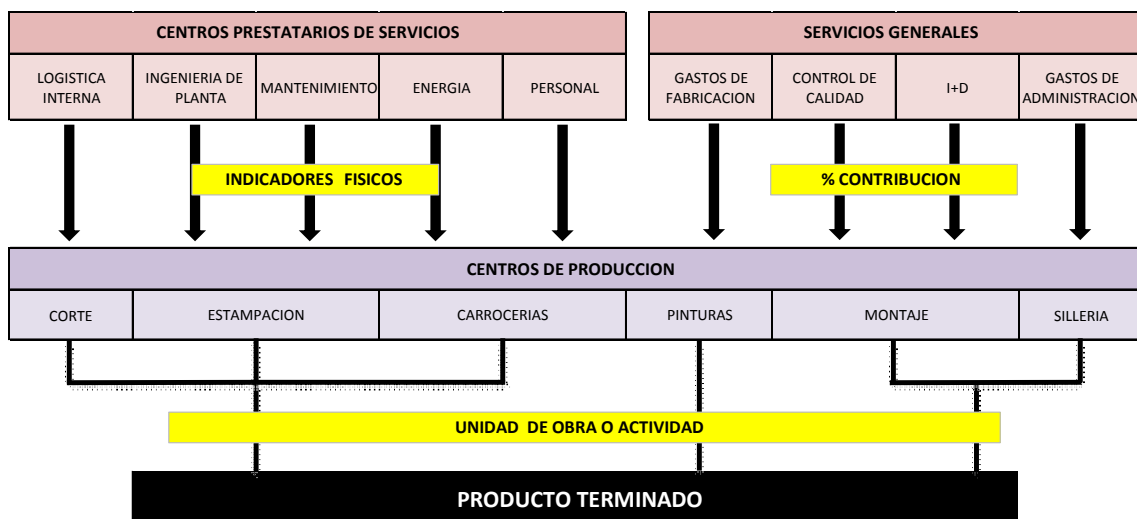 CENTROS PRESTATARIOS DE SERVICIOS
SERVICIOS GENERALES
LOGISTICA
INTERNA
INGENIERIA DE
PLANTA
MANTENIMIENTO
ENERGIA
PERSONAL
GASTOS DE
FABRICACION
CONTROL DE
CALIDAD
I+D
GASTOS DE
ADMINISTRACION
INDICADORES FISICOS
% CONTRIBUCION
CENTROS DE PRODUCCION
CORTE
ESTAMPACION
CARROCERIAS
PINTURAS
MONTAJE
SILLERIA
UNIDAD DE OBRA O ACTIVIDAD
PRODUCTO TERMINADO